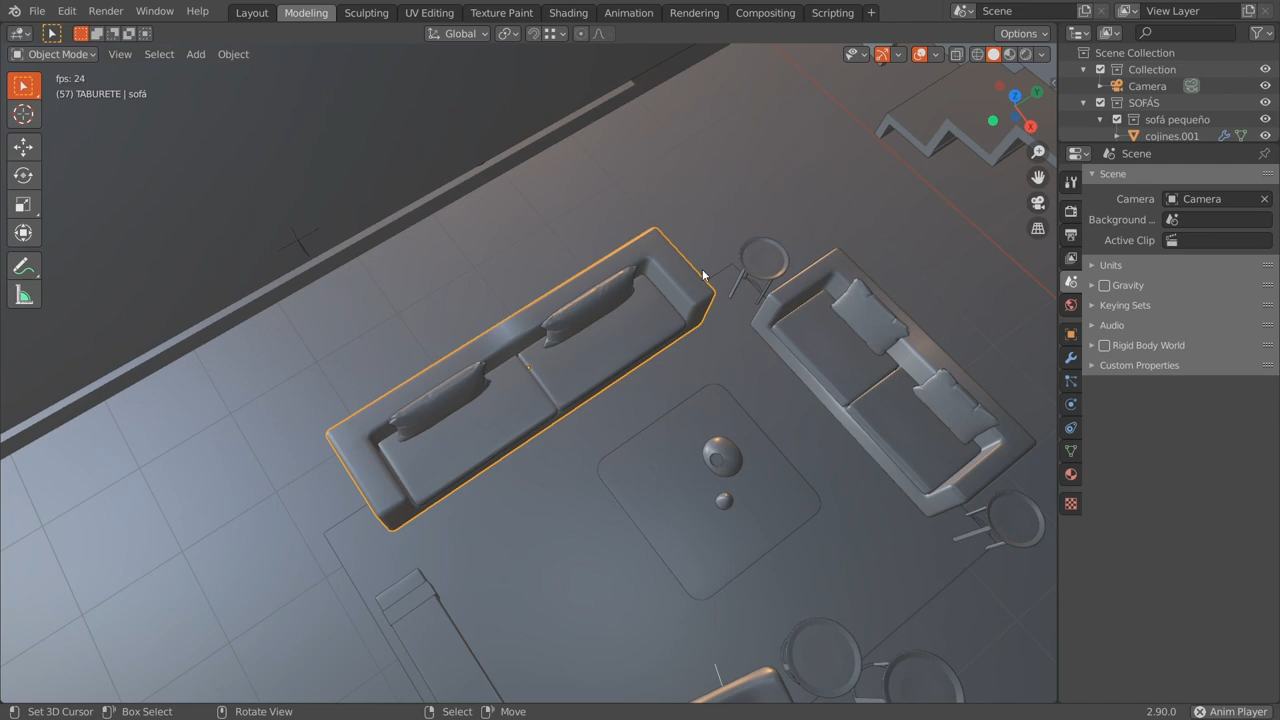 File Edit Render Window Help Layout Modeling Sculpting UV Editing Texture Paint Shading Animation Rendering Compositing Scripting + Scene View Layer
Global Options
Object Mode View Select Add Object
Scene Collection
Collection
Camera
SOFÁS
sofá pequeño
cojines.001
fps: 24
(57) TABURETE | sofá
Z
Y
X
Scene
Scene
Camera Camera
Background ...
Active Clip
Units
Gravity
Keying Sets
Audio
Rigid Body World
Custom Properties
Set 3D Cursor Box Select Rotate View Select Move 2.90.0 Anim Player